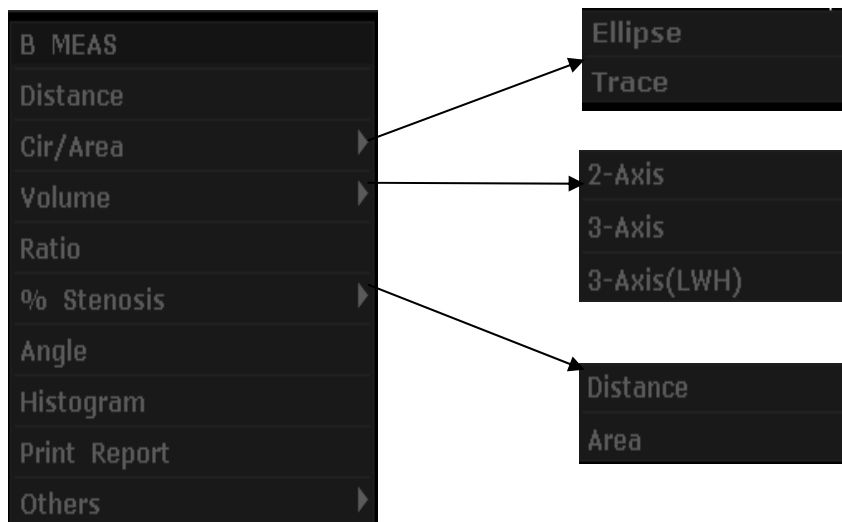 B MEAS
Distance
Cir/Area
Volume
Ratio
% Stenosis
Angle
Histogram
Print Report
Others
Ellipse
Trace
2-Axis
3-Axis
3-Axis(LWH)
Distance
Area